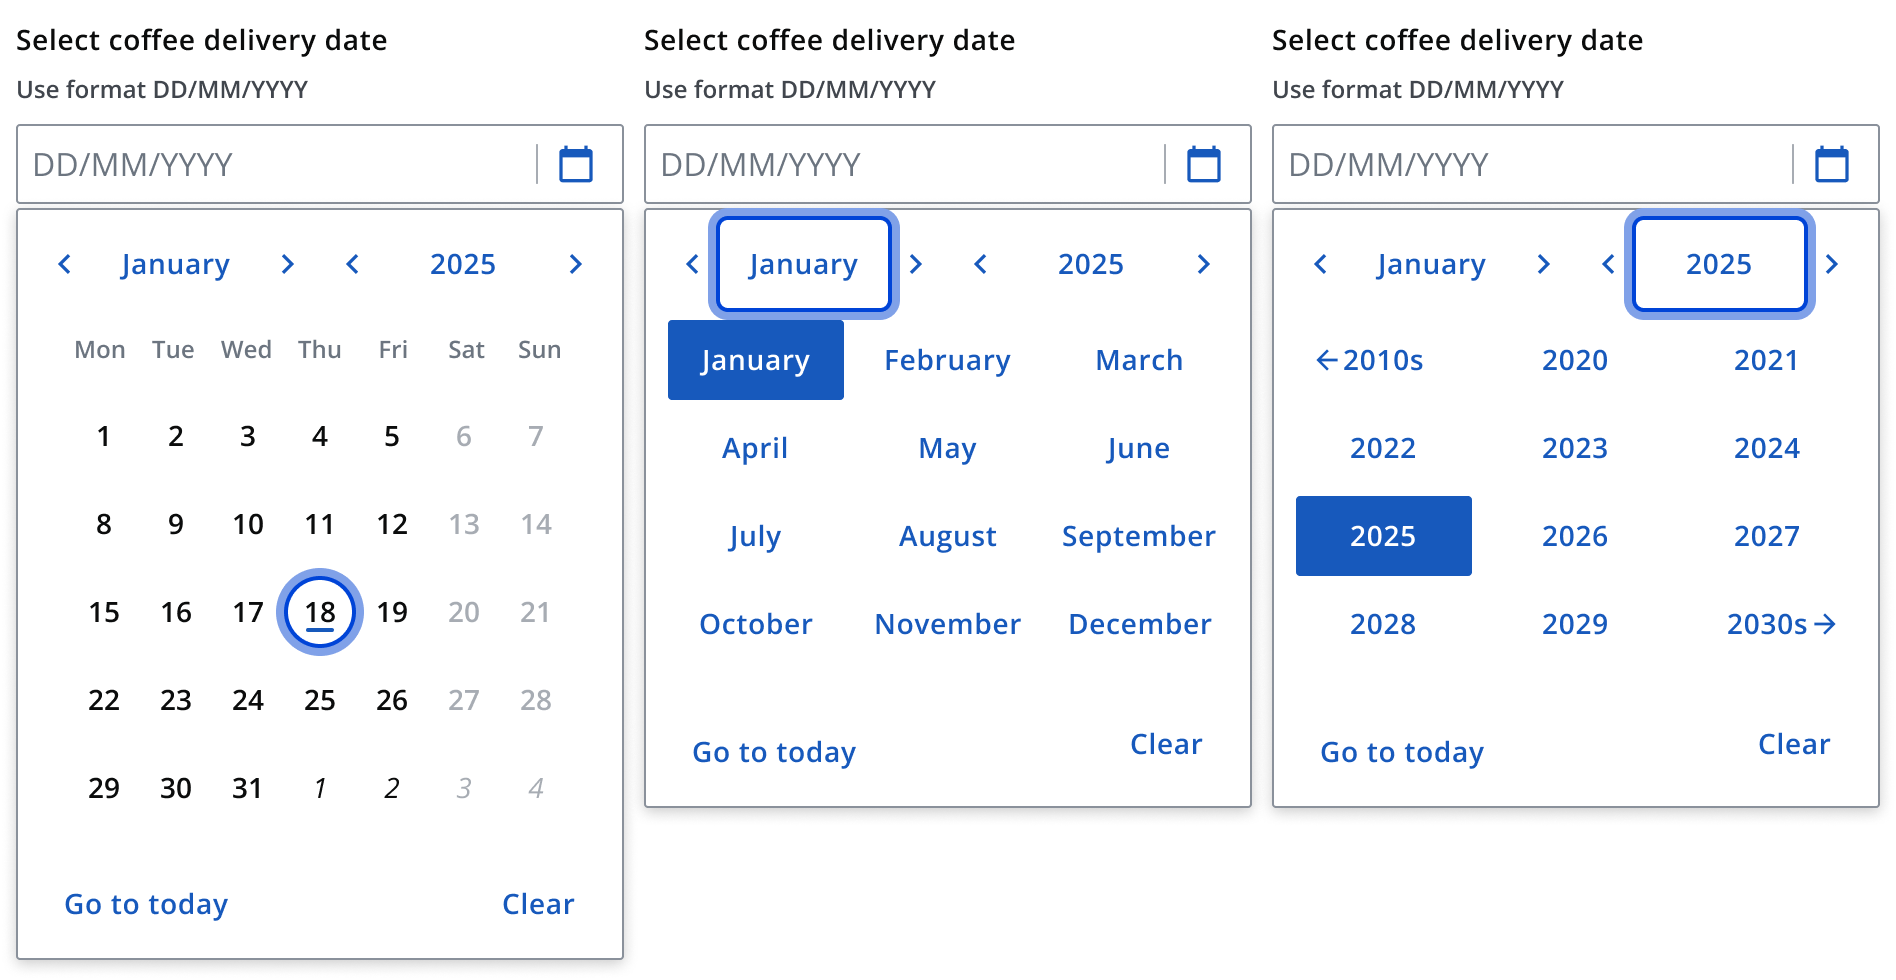 Select coffee delivery date
Use format DD/MM/YYYY
DD/MM/YYYY
January 2025
Mon Tue Wed Thu Fri Sat Sun
1 2 3 4 5 6 7
8 9 10 11 12 13 14
15 16 17 18 19 20 21
22 23 24 25 26 27 28
29 30 31 1 2 3 4
Go to today Clear
Select coffee delivery date
Use format DD/MM/YYYY
DD/MM/YYYY
January 2025
January February March
April May June
July August September
October November December
Go to today Clear
Select coffee delivery date
Use format DD/MM/YYYY
DD/MM/YYYY
January 2025
←2010s 2020 2021
2022 2023 2024
2025 2026 2027
2028 2029 2030s→
Go to today Clear